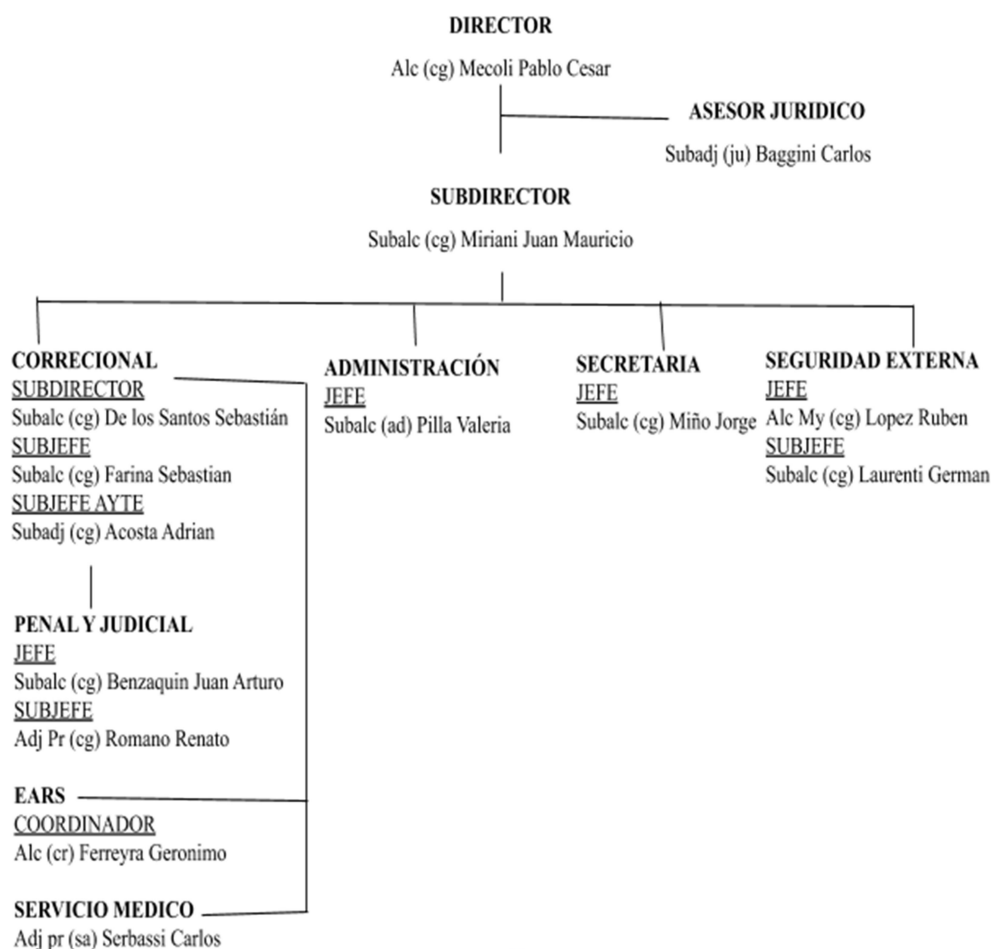 DIRECTOR
Alc (cg) Mecoli Pablo Cesar
ASESOR JURIDICO
Subadj (ju) Baggini Carlos
SUBDIRECTOR
Subalc (cg) Miriani Juan Mauricio
CORRECIONAL
SUBDIRECTOR
Subalc (cg) De los Santos Sebastián
SUBJEFE
Subalc (cg) Farina Sebastian
SUBJEFE AYTE
Subadj (cg) Acosta Adrian
ADMINISTRACIÓN
JEFE
Subalc (ad) Pilla Valeria
SECRETARIA
JEFE
Subalc (cg) Miño Jorge
SEGURIDAD EXTERNA
JEFE
Alc My (cg) Lopez Ruben
SUBJEFE
Subalc (cg) Laurenti German
PENAL Y JUDICIAL
JEFE
Subalc (cg) Benzaquin Juan Arturo
SUBJEFE
Adj Pr (cg) Romano Renato
EARS
COORDINADOR
Alc (cr) Ferreyra Geronimo
SERVICIO MEDICO
Adj pr (sa) Serbassi Carlos